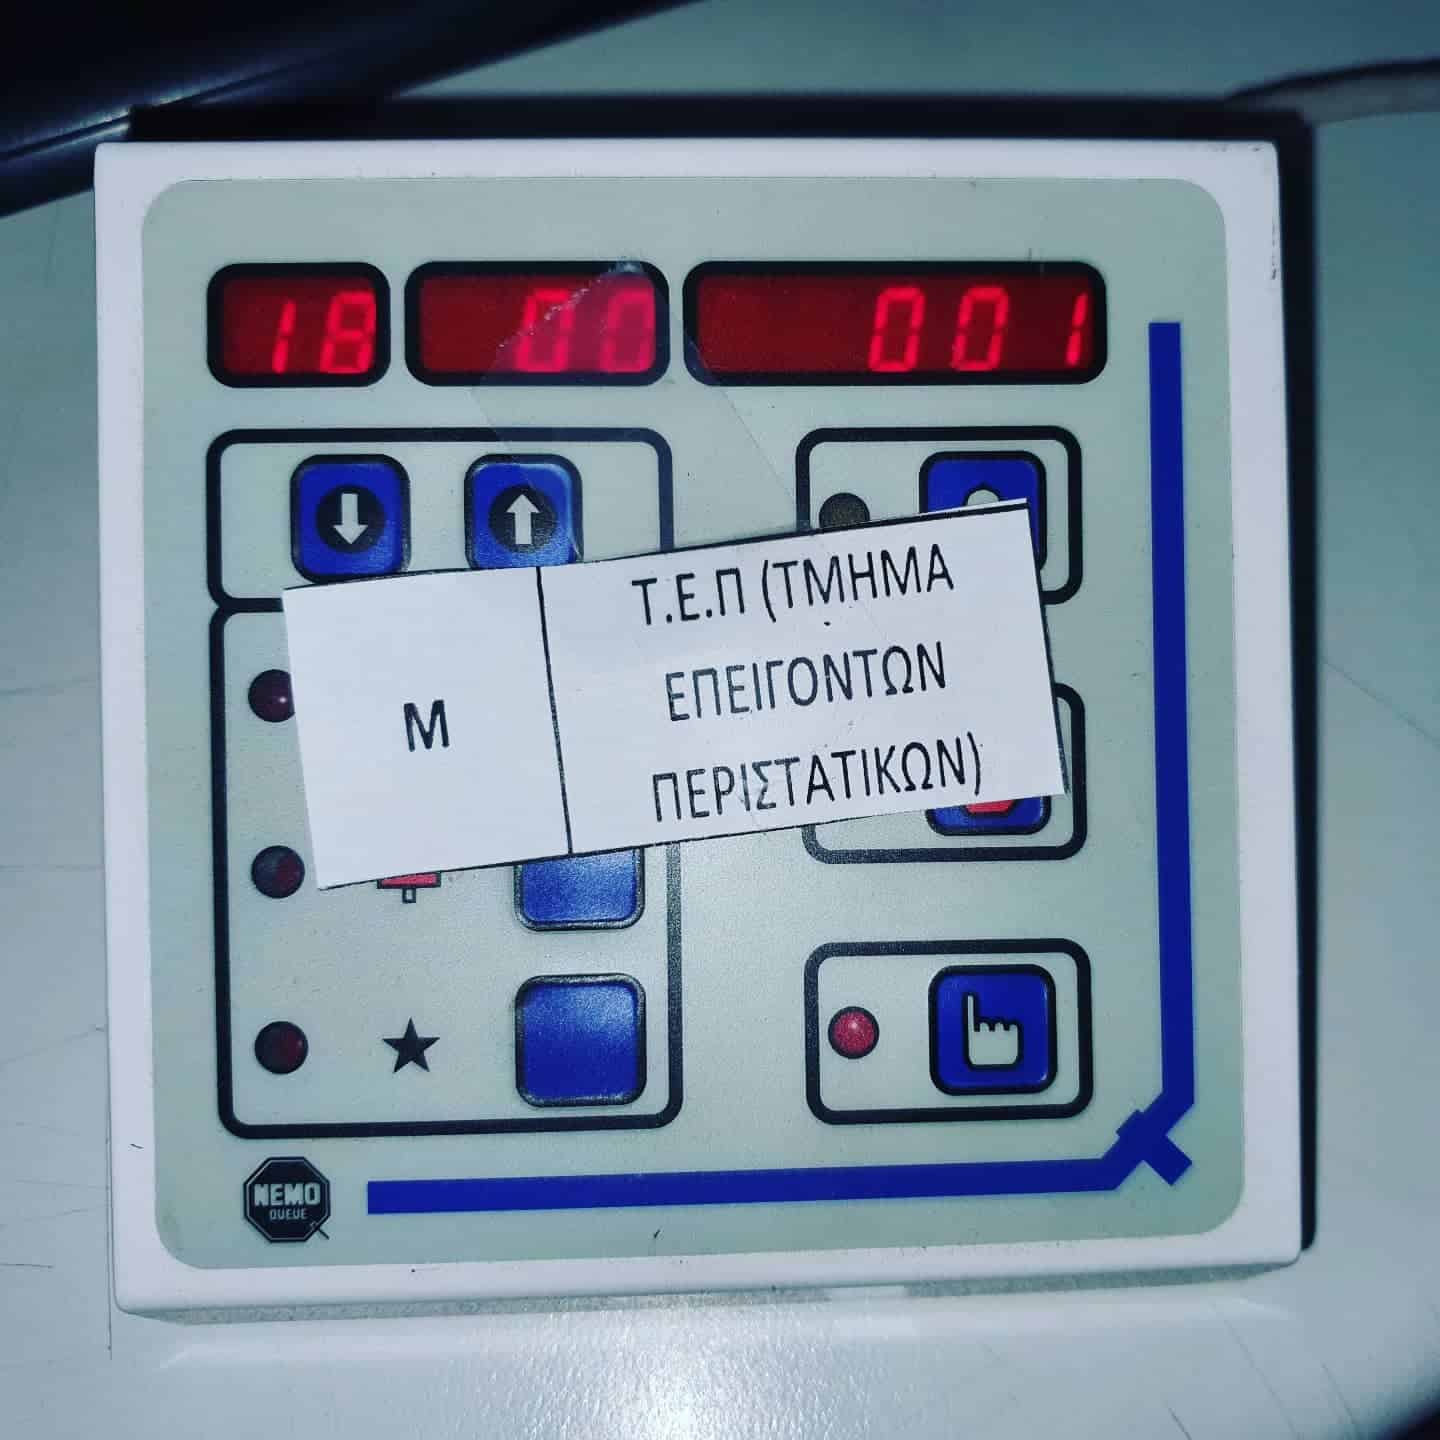 18 00 001
Μ
Τ.Ε.Π (ΤΜΗΜΑ
ΕΠΕΙΓΟΝΤΩΝ
ΠΕΡΙΣΤΑΤΙΚΩΝ)
NEMO
QUEUE